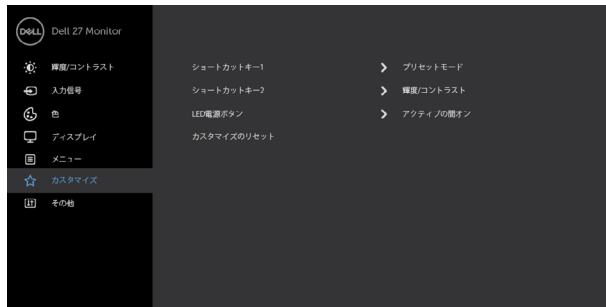 DELL Dell 27 Monitor
輝度/コントラスト
入力信号
色
ディスプレイ
メニュー
カスタマイズ
その他
ショートカットキー1 プリセットモード
ショートカットキー2 輝度/コントラスト
LED電源ボタン アクティブの間オン
カスタマイズのリセット